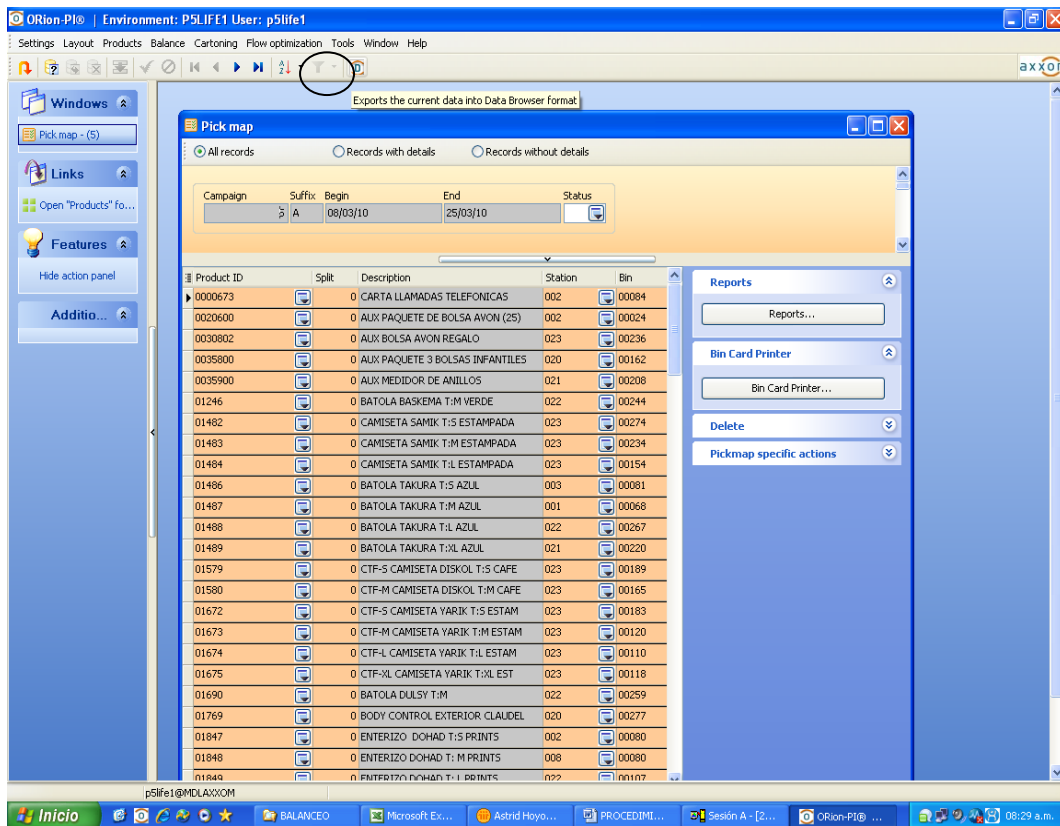 ORion-PI® | Environment: P5LIFE1 User: p5life1
Settings Layout Products Balance Cartoning Flow optimization Tools Window Help
axxo
Exports the current data into Data Browser format
Windows
Pick map - (5)
Links
Open "Products" fo...
Features
Hide action panel
Additio...
Pick map
All records Records with details Records without details
Campaign Suffix Begin End Status
A 08/03/10 25/03/10
Product ID Split Description Station Bin
0000673 0 CARTA LLAMADAS TELEFONICAS 002 00084
0020600 0 AUX PAQUETE DE BOLSA AVON (25) 002 00024
0030802 0 AUX BOLSA AVON REGALO 023 00236
0035800 0 AUX PAQUETE 3 BOLSAS INFANTILES 020 00162
0035900 0 AUX MEDIDOR DE ANILLOS 021 00208
01246 0 BATOLA BASKEMA T:M VERDE 022 00244
01482 0 CAMISETA SAMIK T:S ESTAMPADA 023 00274
01483 0 CAMISETA SAMIK T:M ESTAMPADA 023 00234
01484 0 CAMISETA SAMIK T:L ESTAMPADA 023 00154
01486 0 BATOLA TAKURA T:S AZUL 003 00081
01487 0 BATOLA TAKURA T:M AZUL 001 00068
01488 0 BATOLA TAKURA T:L AZUL 022 00267
01489 0 BATOLA TAKURA T:XL AZUL 021 00220
01579 0 CTF-S CAMISETA DISKOL T:S CAFE 023 00189
01580 0 CTF-M CAMISETA DISKOL T:M CAFE 023 00165
01672 0 CTF-S CAMISETA YARIK T:S ESTAM 023 00183
01673 0 CTF-M CAMISETA YARIK T:M ESTAM 023 00120
01674 0 CTF-L CAMISETA YARIK T:L ESTAM 023 00110
01675 0 CTF-XL CAMISETA YARIK T:XL EST 023 00118
01690 0 BATOLA DULSY T:M 022 00259
01769 0 BODY CONTROL EXTERIOR CLAUDEL 020 00277
01847 0 ENTERIZO DOHAD T:S PRINTS 002 00080
01848 0 ENTERIZO DOHAD T: M PRINTS 008 00080
01849 0 ENTERIZO DOHAD T: L PRINTS 022 00107
Reports
Reports...
Bin Card Printer
Bin Card Printer...
Delete
Pickmap specific actions
p5life1@MDLAXXOM
Inicio BALANCEO Microsoft Ex... Astrid Hoyo... PROCEDIMI... Sesión A - [2... ORion-PI® ... 08:29 a.m.